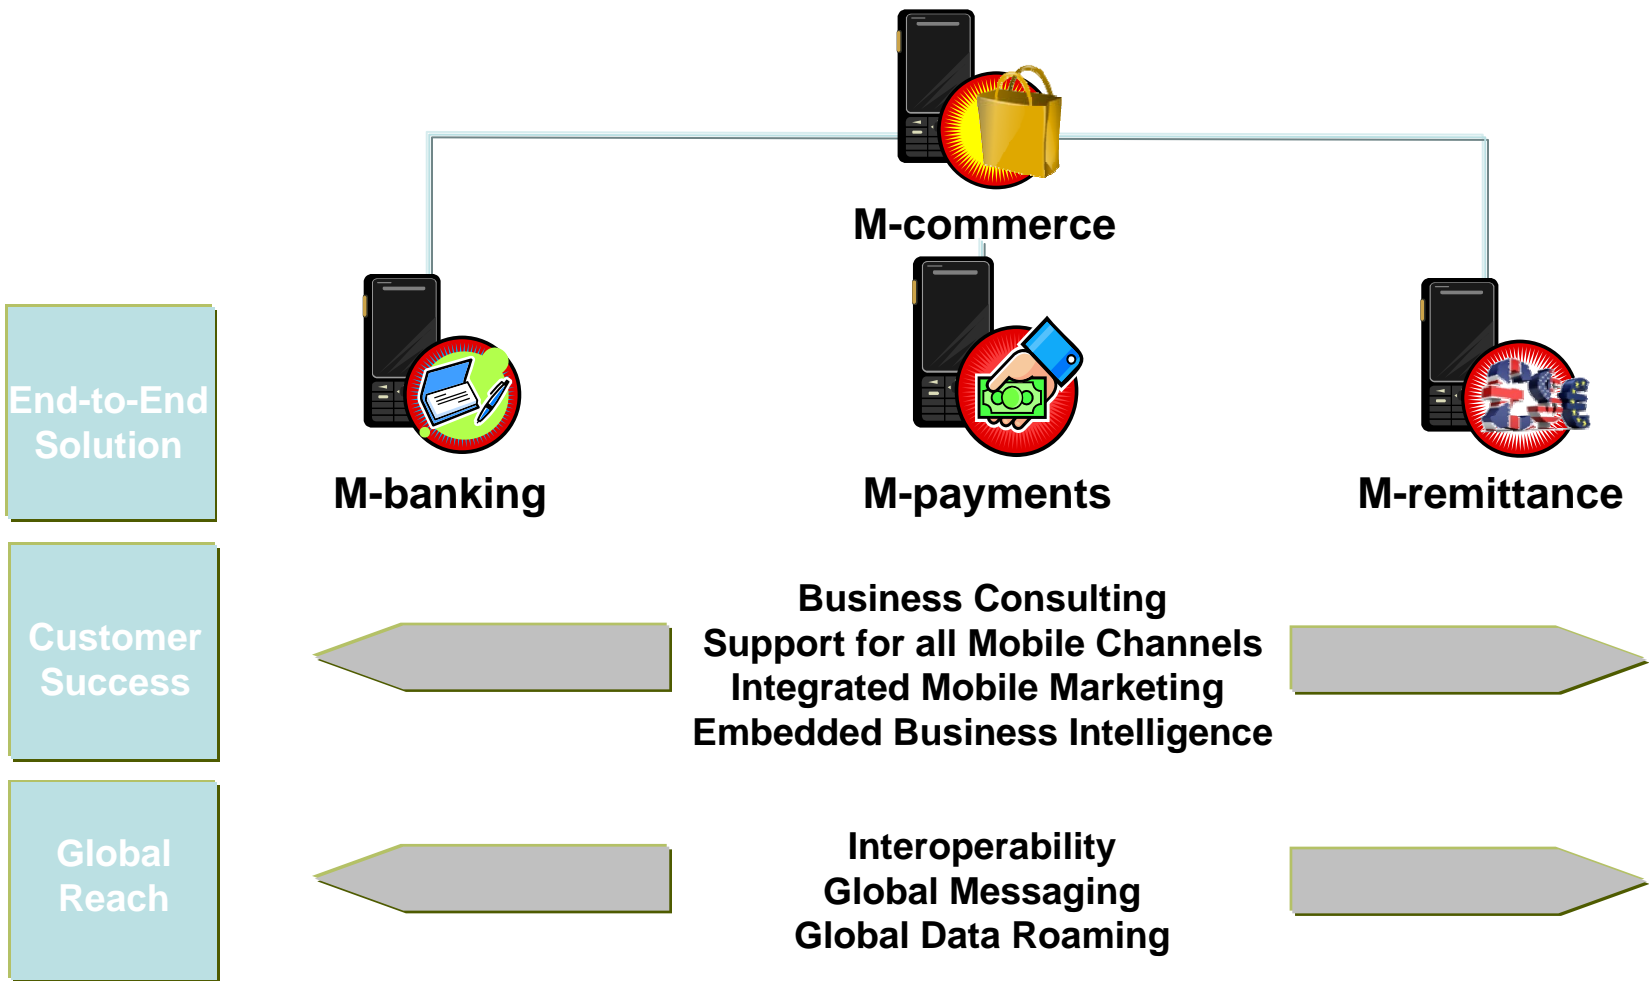 M-commerce
End-to-End
Solution
M-banking
M-payments
M-remittance
Customer
Success
Business Consulting
Support for all Mobile Channels
Integrated Mobile Marketing
Embedded Business Intelligence
Global
Reach
Interoperability
Global Messaging
Global Data Roaming